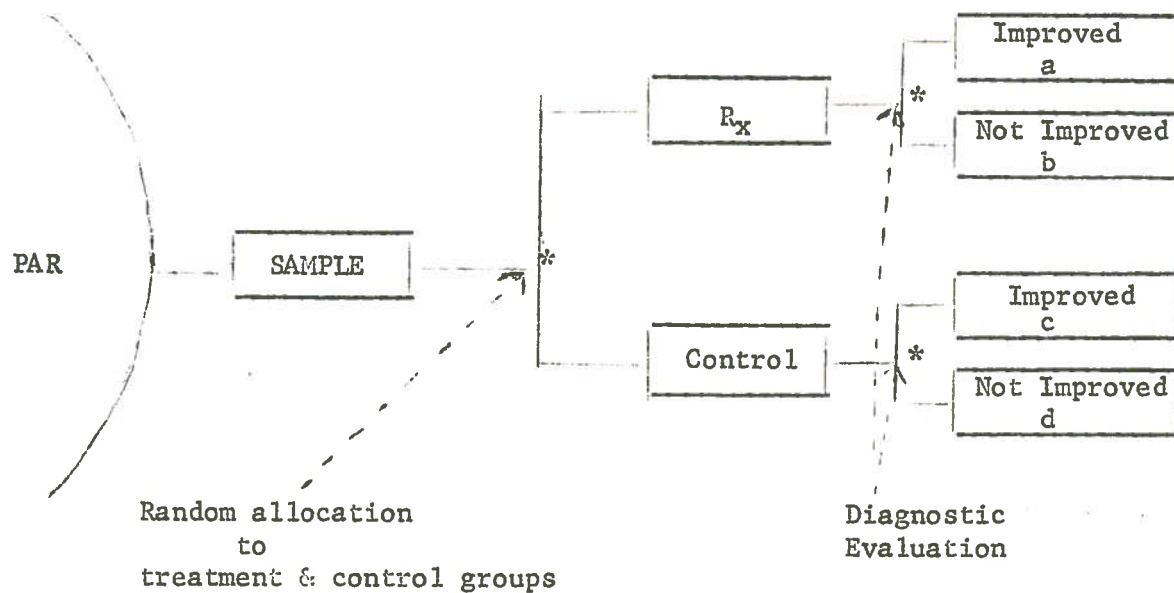 PAR
SAMPLE
Rx
Control
Improved
a
Not Improved
b
Improved
c
Not Improved
d
Random allocation
to
treatment & control groups
Diagnostic
Evaluation
*
*
*